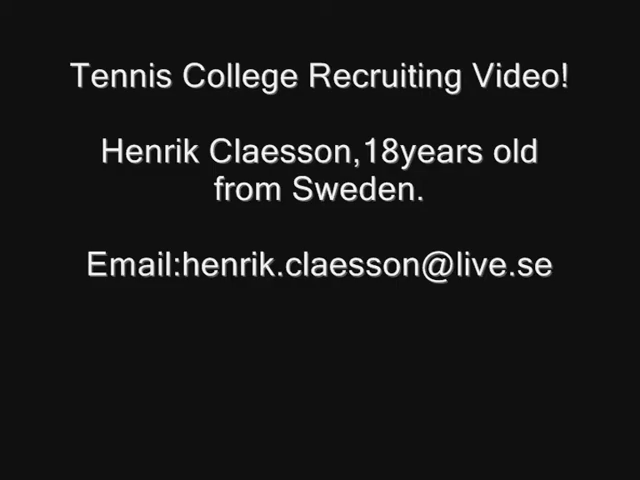 Tennis College Recruiting Video!
Henrik Claesson,18years old
from Sweden.
Email:henrik.claesson@live.se